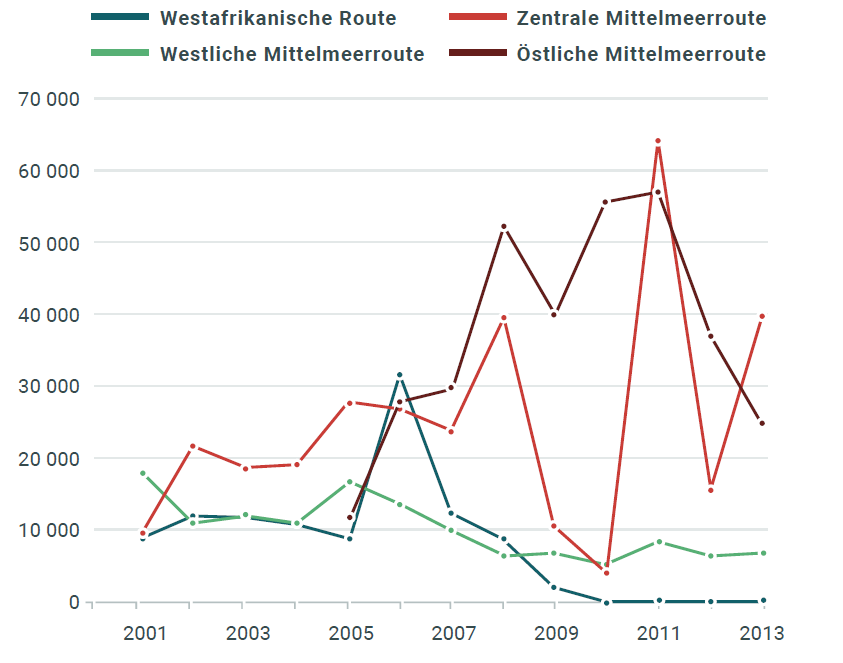 Westafrikanische Route Zentrale Mittelmeerroute
Westliche Mittelmeerroute Östliche Mittelmeerroute
70 000
60 000
50 000
40 000
30 000
20 000
10 000
0
2001 2003 2005 2007 2009 2011 2013